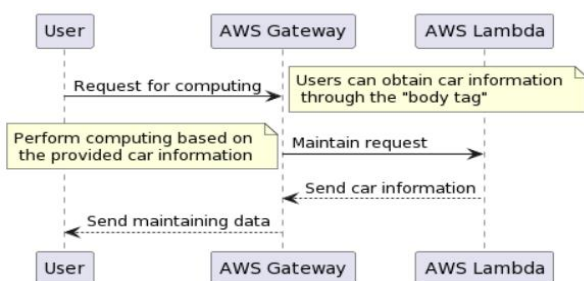 User
AWS Gateway
AWS Lambda
Request for computing
Users can obtain car information
through the "body tag"
Perform computing based on
the provided car information
Maintain request
Send car information
Send maintaining data
User
AWS Gateway
AWS Lambda